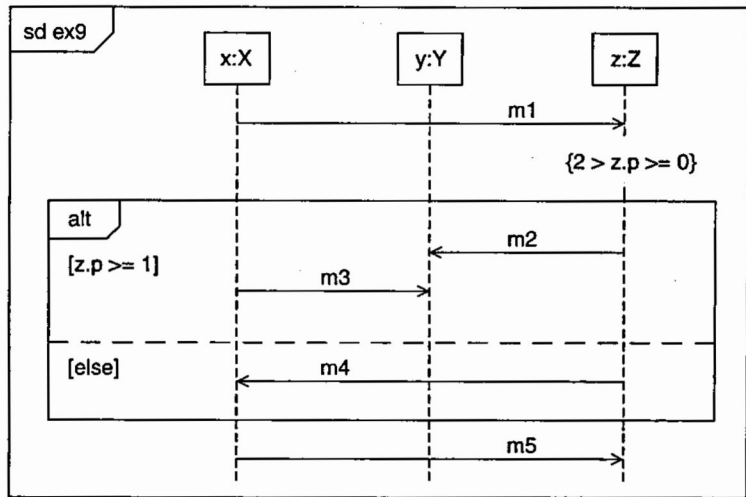 sd ex9
x:X
y:Y
z:Z
m1
{2 > z.p >= 0}
alt
m2
[z.p >= 1]
m3
[else]
m4
m5